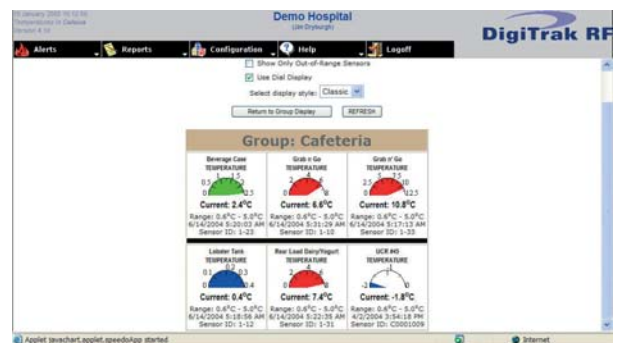 Demo Hospital
(Jim Dryburgh)
Version 4.10
DigiTrak RF
Alerts Reports Configuration Help Logoff
Show Only Out-of-Range Sensors
Use Dial Display
Select display style: Classic
Return to Group Display REFRESH
Group: Cafeteria
Beverage Case Grab n Go Grab n' Go
TEMPERATURE TEMPERATURE TEMPERATURE
Current: 2.4°C Current: 6.6°C Current: 10.8°C
Range: 0.6°C - 5.0°C Range: 0.6°C - 5.0°C Range: 0.6°C - 5.0°C
6/14/2004 5:20:03 AM 6/14/2004 5:31:29 AM 6/14/2004 5:17:13 AM
Sensor ID: 1-23 Sensor ID: 1-10 Sensor ID: 1-33
Lobster Tank Rear Load Dairy/Yogurt UCR #45
TEMPERATURE TEMPERATURE TEMPERATURE
Current: 0.4°C Current: 7.4°C Current: -1.8°C
Range: 0.6°C - 5.0°C Range: 0.6°C - 5.0°C Range: 0.6°C - 5.0°C
6/14/2004 5:18:56 AM 6/14/2004 5:22:35 AM 4/2/2004 3:54:18 PM
Sensor ID: 1-12 Sensor ID: 1-31 Sensor ID: C0001009
Applet javachart.applet.speedoApp started Internet